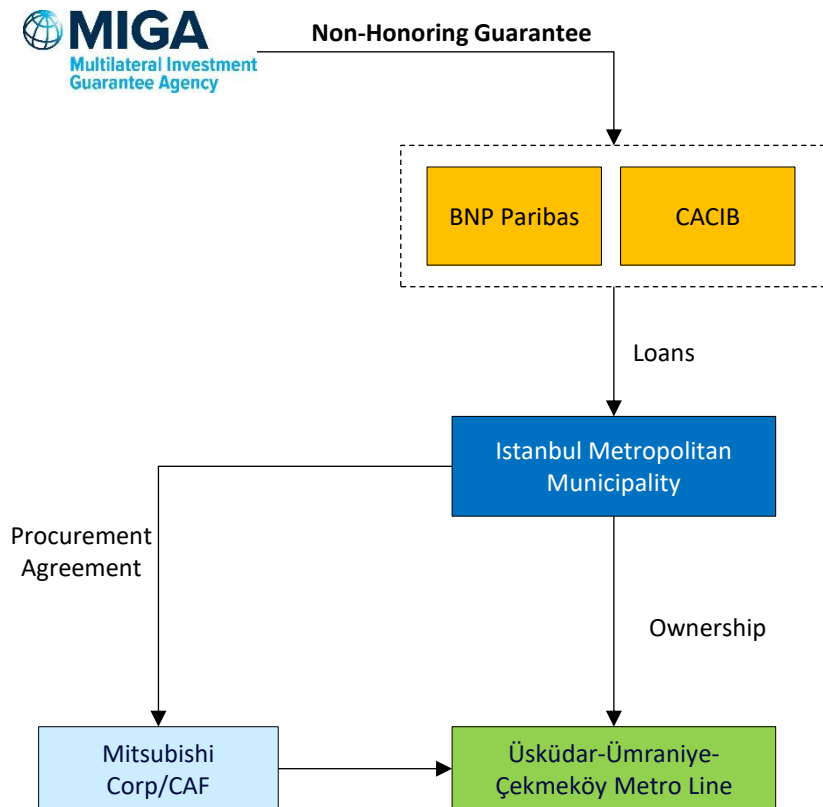 MIGA
Multilateral Investment
Guarantee Agency
Non-Honoring Guarantee
BNP Paribas
CACIB
Loans
Istanbul Metropolitan
Municipality
Procurement
Agreement
Ownership
Mitsubishi
Corp/CAF
Üsküdar-Ümraniye-
Çekmeköy Metro Line